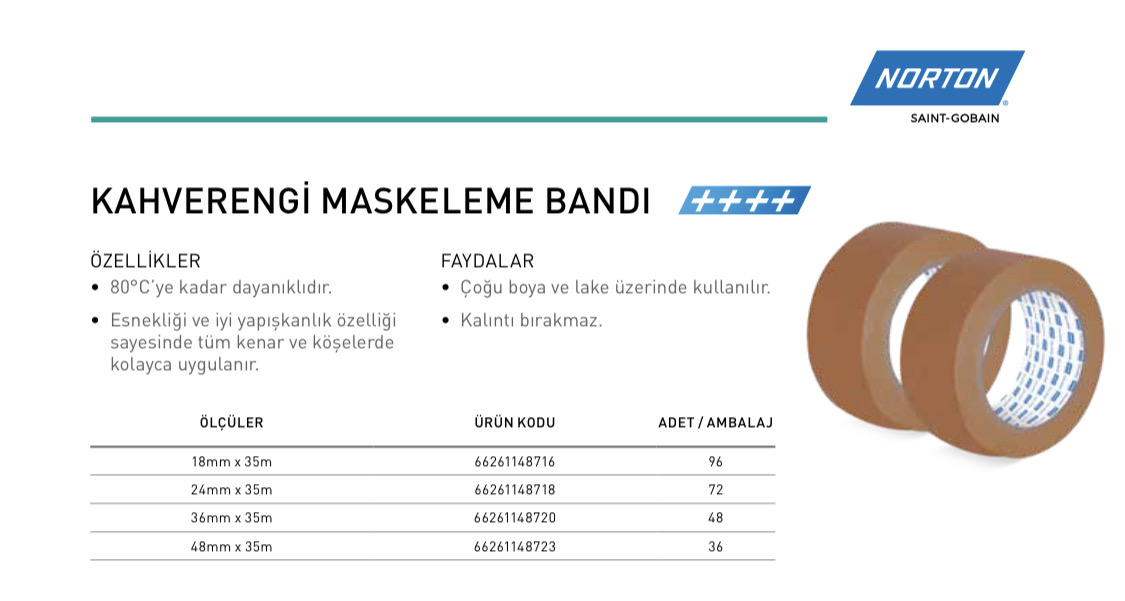 NORTON
SAINT-GOBAIN
KAHVERENGİ MASKELEME BANDI ++++
ÖZELLİKLER
• 80°C'ye kadar dayanıklıdır.
• Esnekliği ve iyi yapışkanlık özelliği
sayesinde tüm kenar ve köşelerde
kolayca uygulanır.
FAYDALAR
• Çoğu boya ve lake üzerinde kullanılır.
• Kalıntı bırakmaz.
ÖLÇÜLER ÜRÜN KODU ADET / AMBALAJ
18mm x 35m 66261148716 96
24mm x 35m 66261148718 72
36mm x 35m 66261148720 48
48mm x 35m 66261148723 36